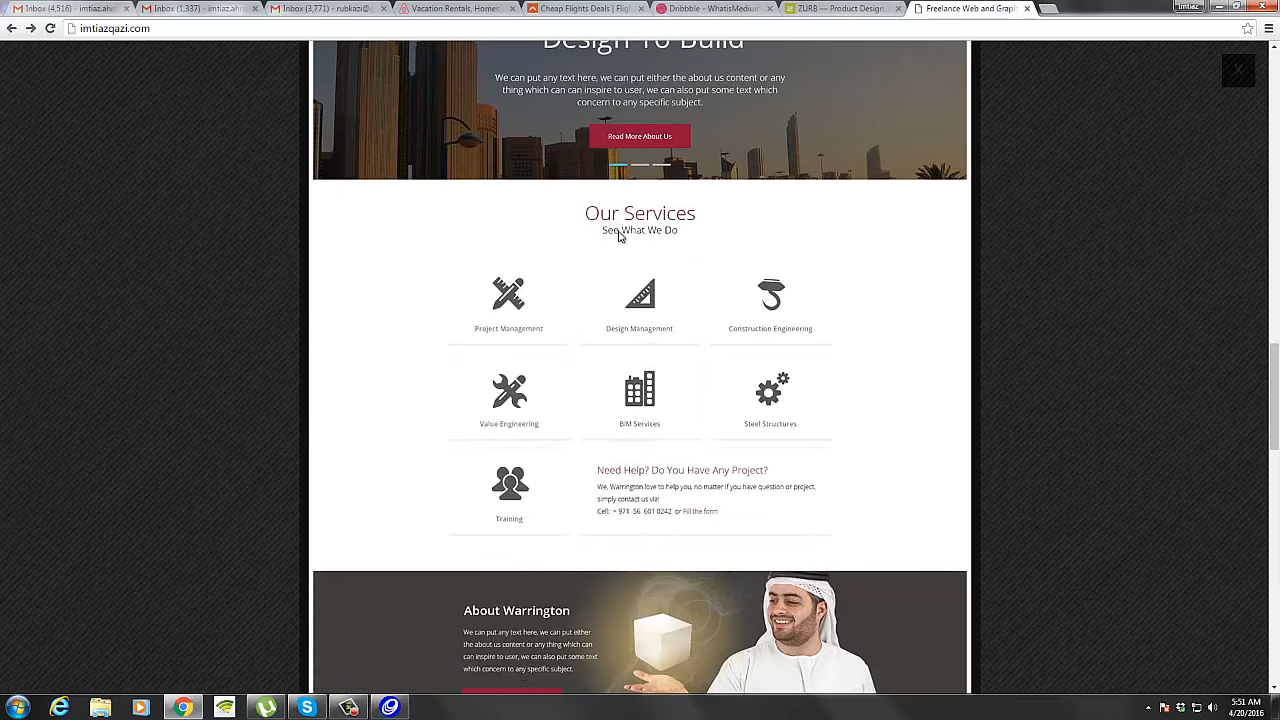 Inbox (4,516) - imtiaz.ah
Inbox (1,337) - imtiaz.ah
Inbox (3,771) - rubkazi@
Vacation Rentals, Homes
Cheap Flights Deals | Flig
Dribbble - WhatisMedium
ZURB — Product Design
Freelance Web and Graph
Imtiaz
imtiazqazi.com
X
Design To Build
We can put any text here, we can put either the about us content or any
thing which can can inspire to user, we can also put some text which
concern to any specific subject.
Read More About Us
Our Services
See What We Do
Project Management
Design Management
Construction Engineering
Value Engineering
BIM Services
Steel Structures
Training
Need Help? Do You Have Any Project?
We, Warrington love to help you, no matter if you have question or project,
simply contact us via:
Cell: + 971 56 601 0242 or Fill the form
About Warrington
We can put any text here, we can put either
the about us content or any thing which can
can inspire to user, we can also put some text
which concern to any specific subject.
5:51 AM
4/20/2016